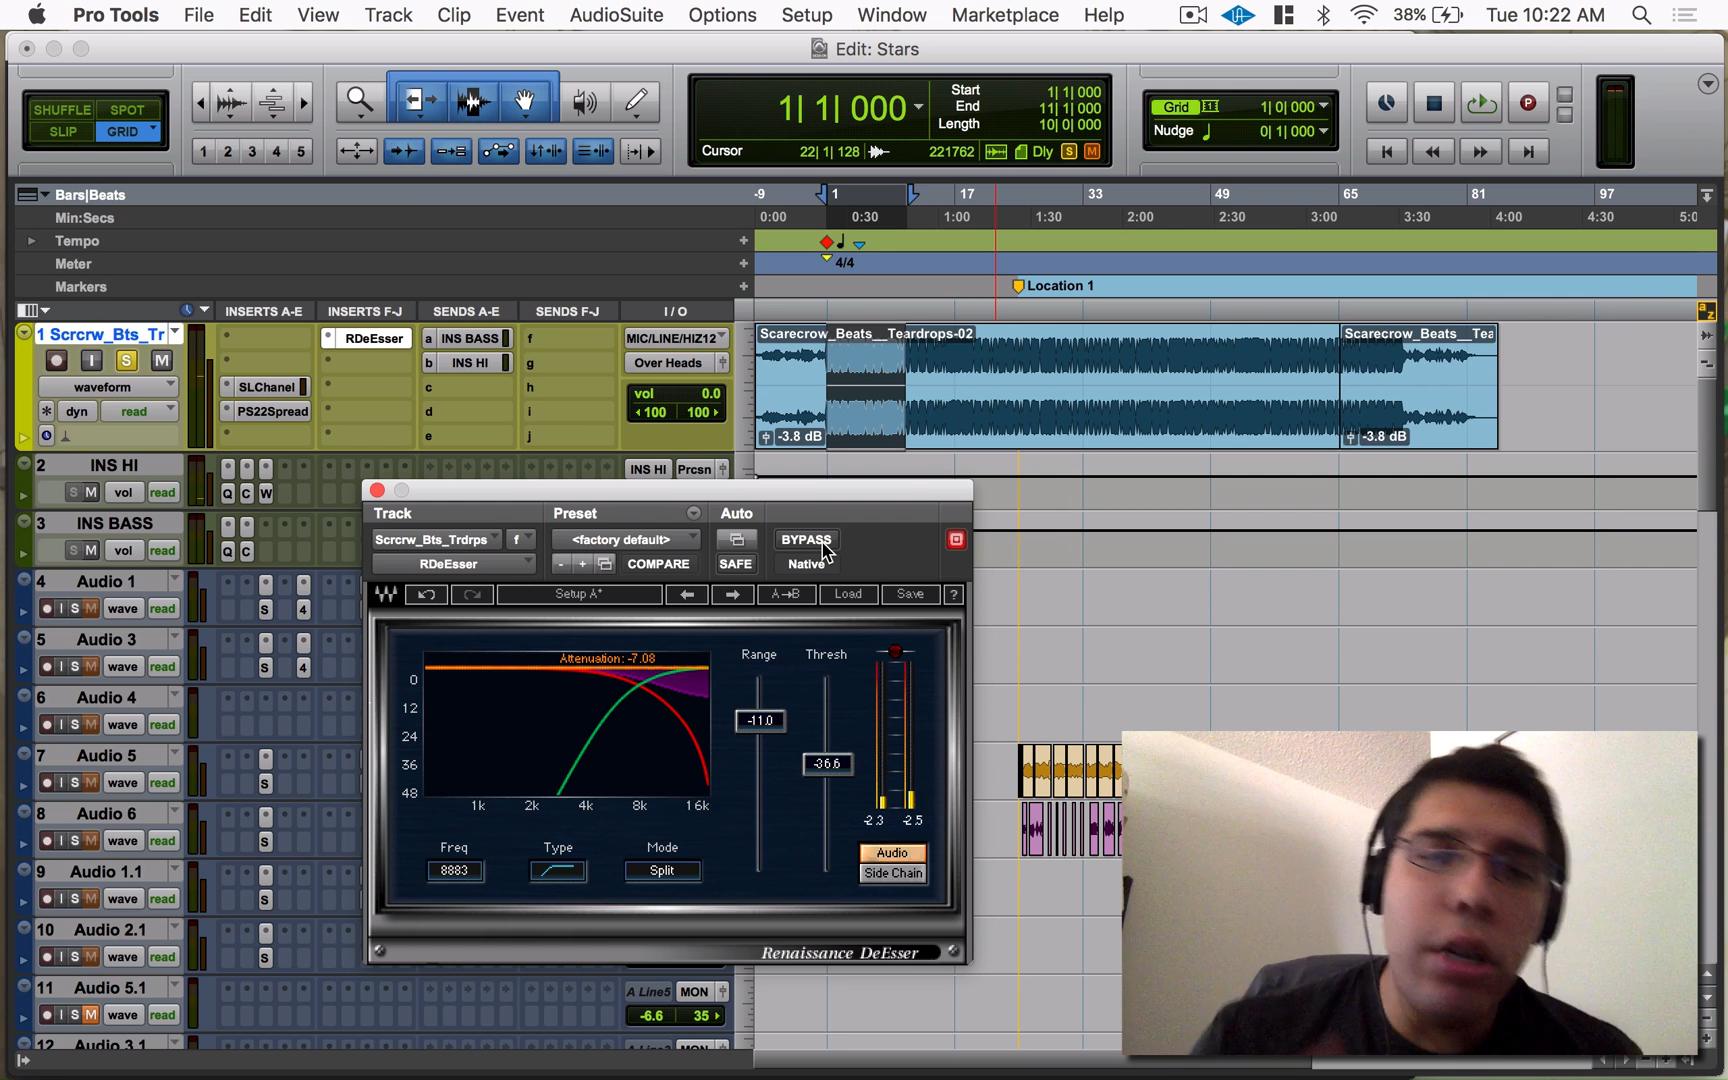 Pro Tools File Edit View Track Clip Event AudioSuite Options Setup Window Marketplace Help 38% Tue 10:22 AM
Edit: Stars
SHUFFLE SPOT
SLIP GRID
1 2 3 4 5
1| 1| 000
Start 1| 1| 000
End 11| 1| 000
Length 10| 0| 000
Cursor 22| 1| 128 221762 Dly S M
Grid 1| 0| 000
Nudge 0| 1| 000
Bars|Beats -9 1 17 33 49 65 81 97
Min:Secs 0:00 0:30 1:00 1:30 2:00 2:30 3:00 3:30 4:00 4:30 5:0
Tempo
Meter 4/4
Markers Location 1
INSERTS A-E INSERTS F-J SENDS A-E SENDS F-J I / O
1 Scrcrw_Bts_Tr
I S M
waveform
dyn read
SLChanel
PS22Spread
RDeEsser
a INS BASS f
b INS HI g
c h
d i
e j
MIC/LINE/HIZ12
Over Heads
vol 0.0
100 100
Scarecrow_Beats__Teardrops-02 Scarecrow_Beats__Tea
-3.8 dB -3.8 dB
2 INS HI INS HI Prcsn
S M vol read Q C W
3 INS BASS
S M vol read Q C
4 Audio 1
I S M wave read S 4
5 Audio 3
I S M wave read S 4
6 Audio 4
I S M wave read
7 Audio 5
I S M wave read S
8 Audio 6
I S M wave read S
9 Audio 1.1
I S M wave read S
10 Audio 2.1
I S M wave read S
11 Audio 5.1 A Line5 MON
I S M wave read -6.6 35
12 Audio 3.1 MON
Track Preset Auto
Scrcrw_Bts_Trdrps f <factory default> BYPASS
RDeEsser - + COMPARE SAFE Native
Setup A* A→B Load Save ?
Attenuation: -7.08
0
12
24
36
48
1k 2k 4k 8k 16k
Range Thresh
-11.0
-36.6
-2.3 -2.5
Freq Type Mode
8883 Split
Audio
Side Chain
Renaissance DeEsser